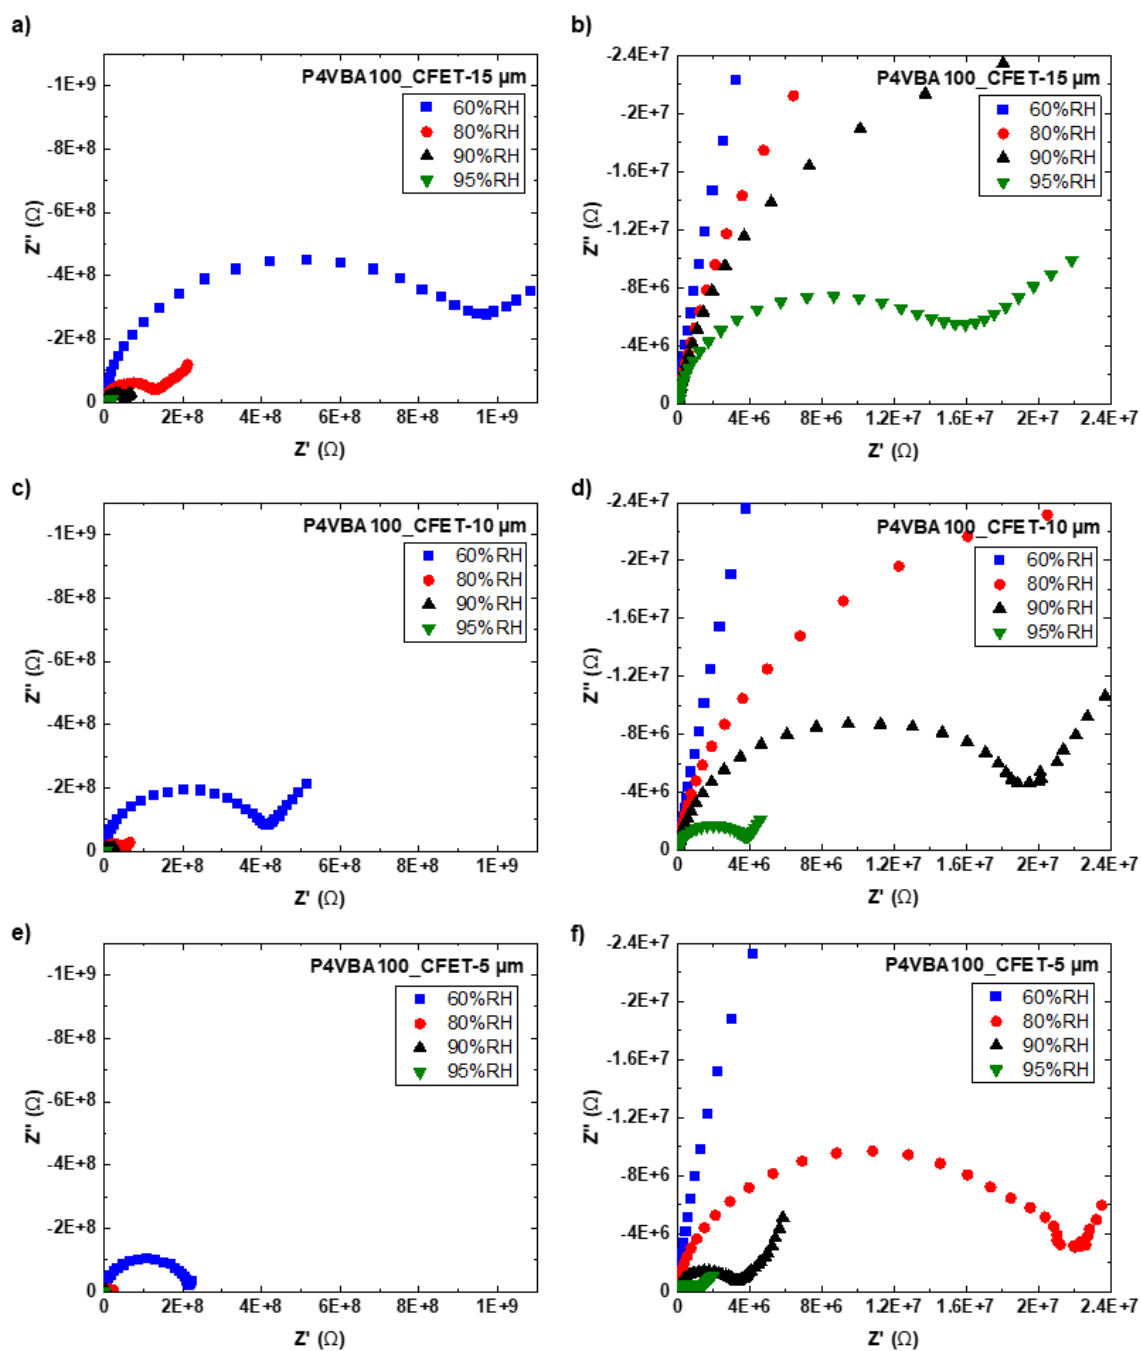 a)
P4VBA100_CFET-15 µm
60%RH
80%RH
90%RH
95%RH
-1E+9
-8E+8
-6E+8
-4E+8
-2E+8
0
Z'' (Ω)
0 2E+8 4E+8 6E+8 8E+8 1E+9
Z' (Ω)
b)
P4VBA100_CFET-15 µm
60%RH
80%RH
90%RH
95%RH
-2.4E+7
-2E+7
-1.6E+7
-1.2E+7
-8E+6
-4E+6
0
Z'' (Ω)
0 4E+6 8E+6 1.2E+7 1.6E+7 2E+7 2.4E+7
Z' (Ω)
c)
P4VBA100_CFET-10 µm
60%RH
80%RH
90%RH
95%RH
-1E+9
-8E+8
-6E+8
-4E+8
-2E+8
0
Z'' (Ω)
0 2E+8 4E+8 6E+8 8E+8 1E+9
Z' (Ω)
d)
P4VBA100_CFET-10 µm
60%RH
80%RH
90%RH
95%RH
-2.4E+7
-2E+7
-1.6E+7
-1.2E+7
-8E+6
-4E+6
0
Z'' (Ω)
0 4E+6 8E+6 1.2E+7 1.6E+7 2E+7 2.4E+7
Z' (Ω)
e)
P4VBA100_CFET-5 µm
60%RH
80%RH
90%RH
95%RH
-1E+9
-8E+8
-6E+8
-4E+8
-2E+8
0
Z'' (Ω)
0 2E+8 4E+8 6E+8 8E+8 1E+9
Z' (Ω)
f)
P4VBA100_CFET-5 µm
60%RH
80%RH
90%RH
95%RH
-2.4E+7
-2E+7
-1.6E+7
-1.2E+7
-8E+6
-4E+6
0
Z'' (Ω)
0 4E+6 8E+6 1.2E+7 1.6E+7 2E+7 2.4E+7
Z' (Ω)